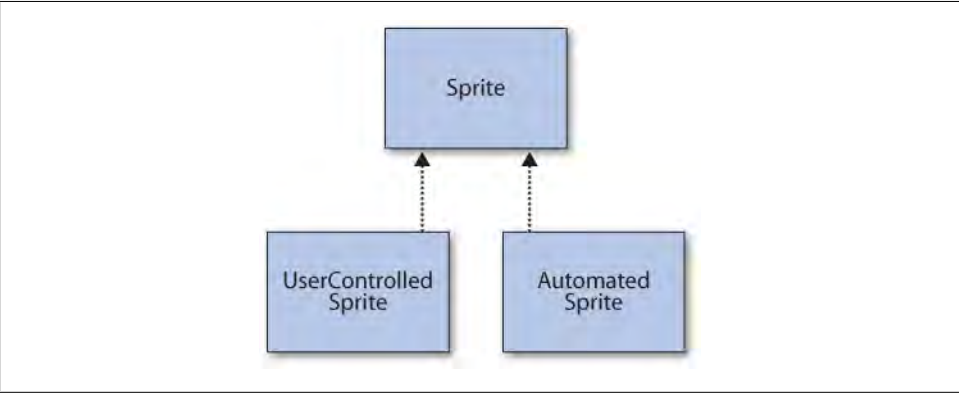 Sprite
UserControlled
Sprite
Automated
Sprite